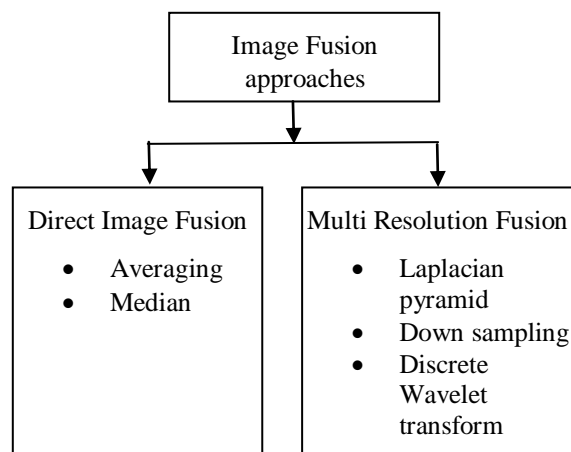 Image Fusion
approaches
Direct Image Fusion
• Averaging
• Median
Multi Resolution Fusion
• Laplacian
pyramid
• Down sampling
• Discrete
Wavelet
transform